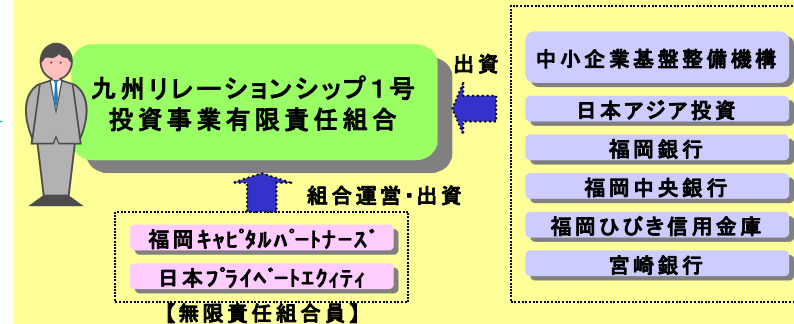 九州リレーションシップ１号
投資事業有限責任組合
出資
中小企業基盤整備機構
日本アジア投資
福岡銀行
福岡中央銀行
福岡ひびき信用金庫
宮崎銀行
組合運営・出資
福岡ｷｬﾋﾟﾀﾙﾊﾟｰﾄﾅｰｽﾞ
日本ﾌﾟﾗｲﾍﾞｰﾄｴｸｨﾃｨ
【無限責任組合員】